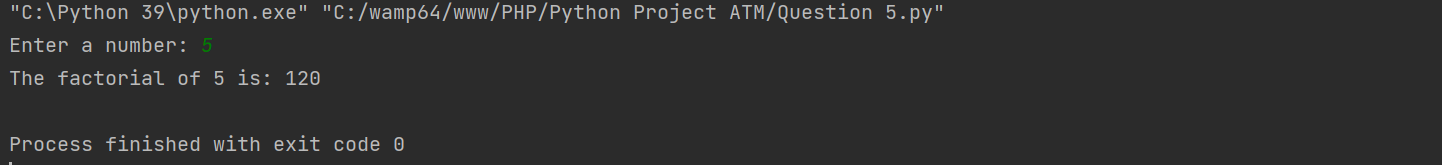 "C:\Python 39\python.exe" "C:/wamp64/www/PHP/Python Project ATM/Question 5.py"
Enter a number: 5
The factorial of 5 is: 120
Process finished with exit code 0